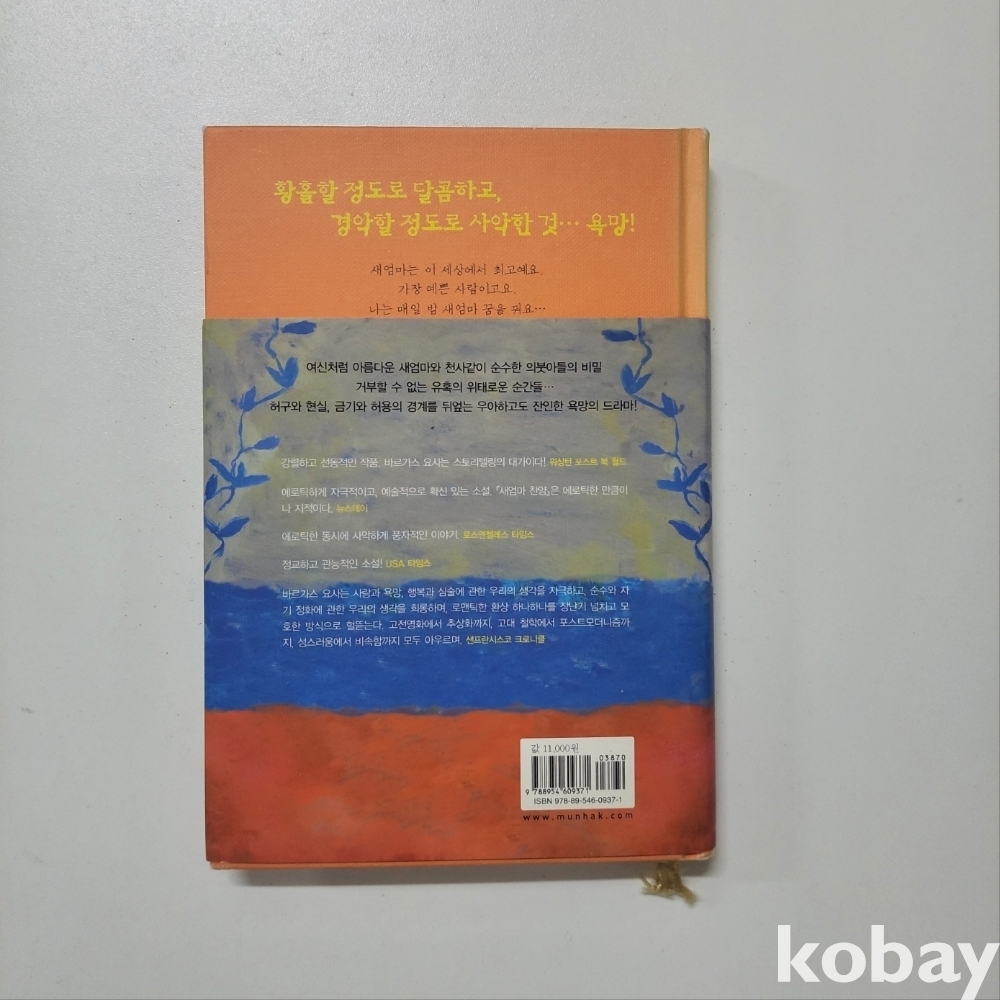 황홀할 정도로 달콤하고,
경악할 정도로 사악한 것… 욕망!
새엄마는 이 세상에서 최고예요.
가장 예쁜 사람이고요.
나는 매일 밤 새엄마 꿈을 꿔요…
여신처럼 아름다운 새엄마와 천사같이 순수한 의붓아들의 비밀
거부할 수 없는 유혹의 위태로운 순간들…
허구와 현실, 금기와 허용의 경계를 뒤엎는 우아하고도 잔인한 욕망의 드라마!
강렬하고 선동적인 작품. 바르가스 요사는 스토리텔링의 대가이다! 워싱턴 포스트 북 월드
에로틱하게 자극적이고, 예술적으로 확신 있는 소설. 『새엄마 찬양』은 에로틱한 만큼이
나 지적이다. 뉴스데이
에로틱한 동시에 사악하게 풍자적인 이야기. 로스앤젤레스 타임스
정교하고 관능적인 소설! USA 타임스
바르가스 요사는 사랑과 욕망, 행복과 심술에 관한 우리의 생각을 자극하고, 순수와 자
기 정화에 관한 우리의 생각을 희롱하며, 로맨틱한 환상 하나하나를 장난기 넘치고 모
호한 방식으로 헐뜯는다. 고전명화에서 추상화까지, 고대 철학에서 포스트모더니즘까
지, 성스러움에서 비속함까지 모두 아우르며. 샌프란시스코 크로니클
값 11,000원
03870
9 788954 609371
ISBN 978-89-546-0937-1
www.munhak.com
kobay